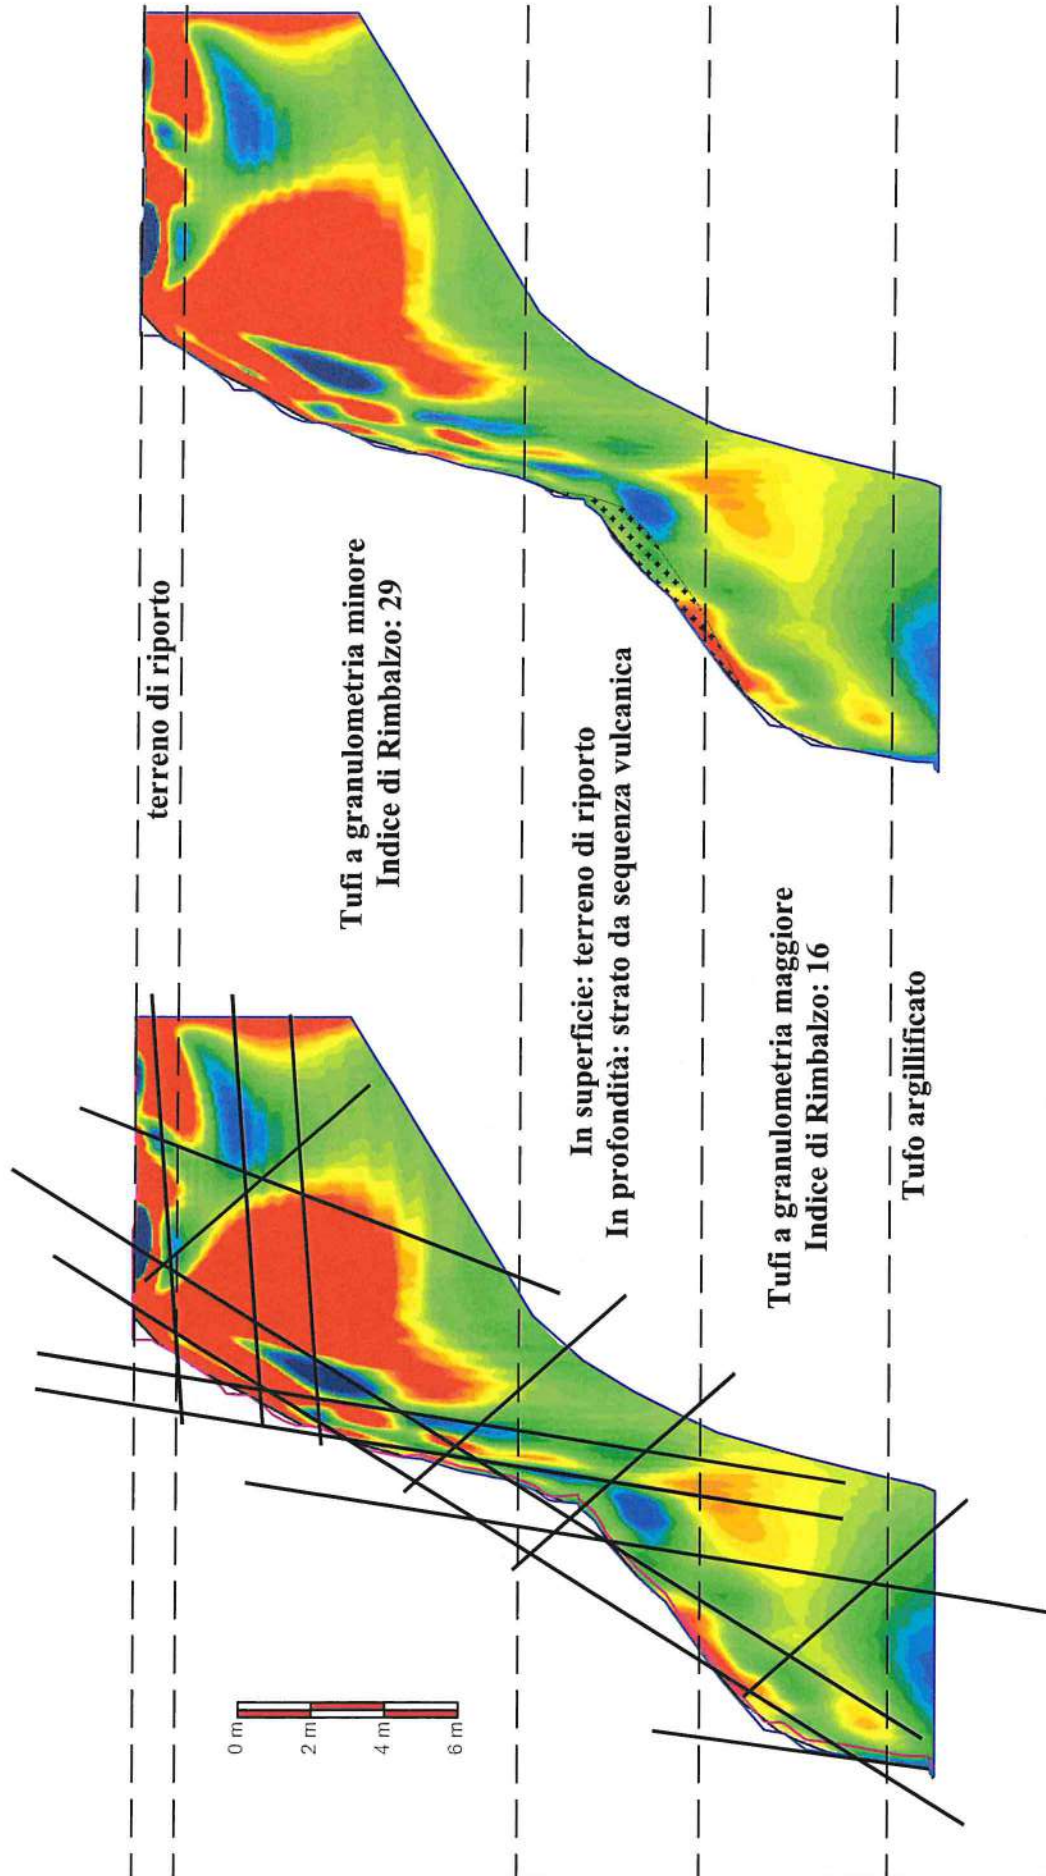 terreno di riporto
Tufi a granulometria minore
Indice di Rimbalzo: 29
In superficie: terreno di riporto
In profondità: strato da sequenza vulcanica
Tufi a granulometria maggiore
Indice di Rimbalzo: 16
Tufo argillificato
0 m
2 m
4 m
6 m